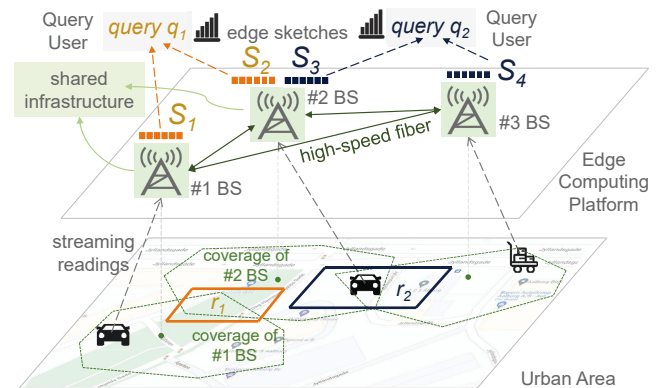 Query
User
query q1
edge sketches
query q2
Query
User
S2
S3
S4
shared
infrastructure
#2 BS
S1
#3 BS
high-speed fiber
#1 BS
Edge
Computing
Platform
streaming
readings
coverage of
#2 BS
r1
r2
coverage of
#1 BS
Urban Area